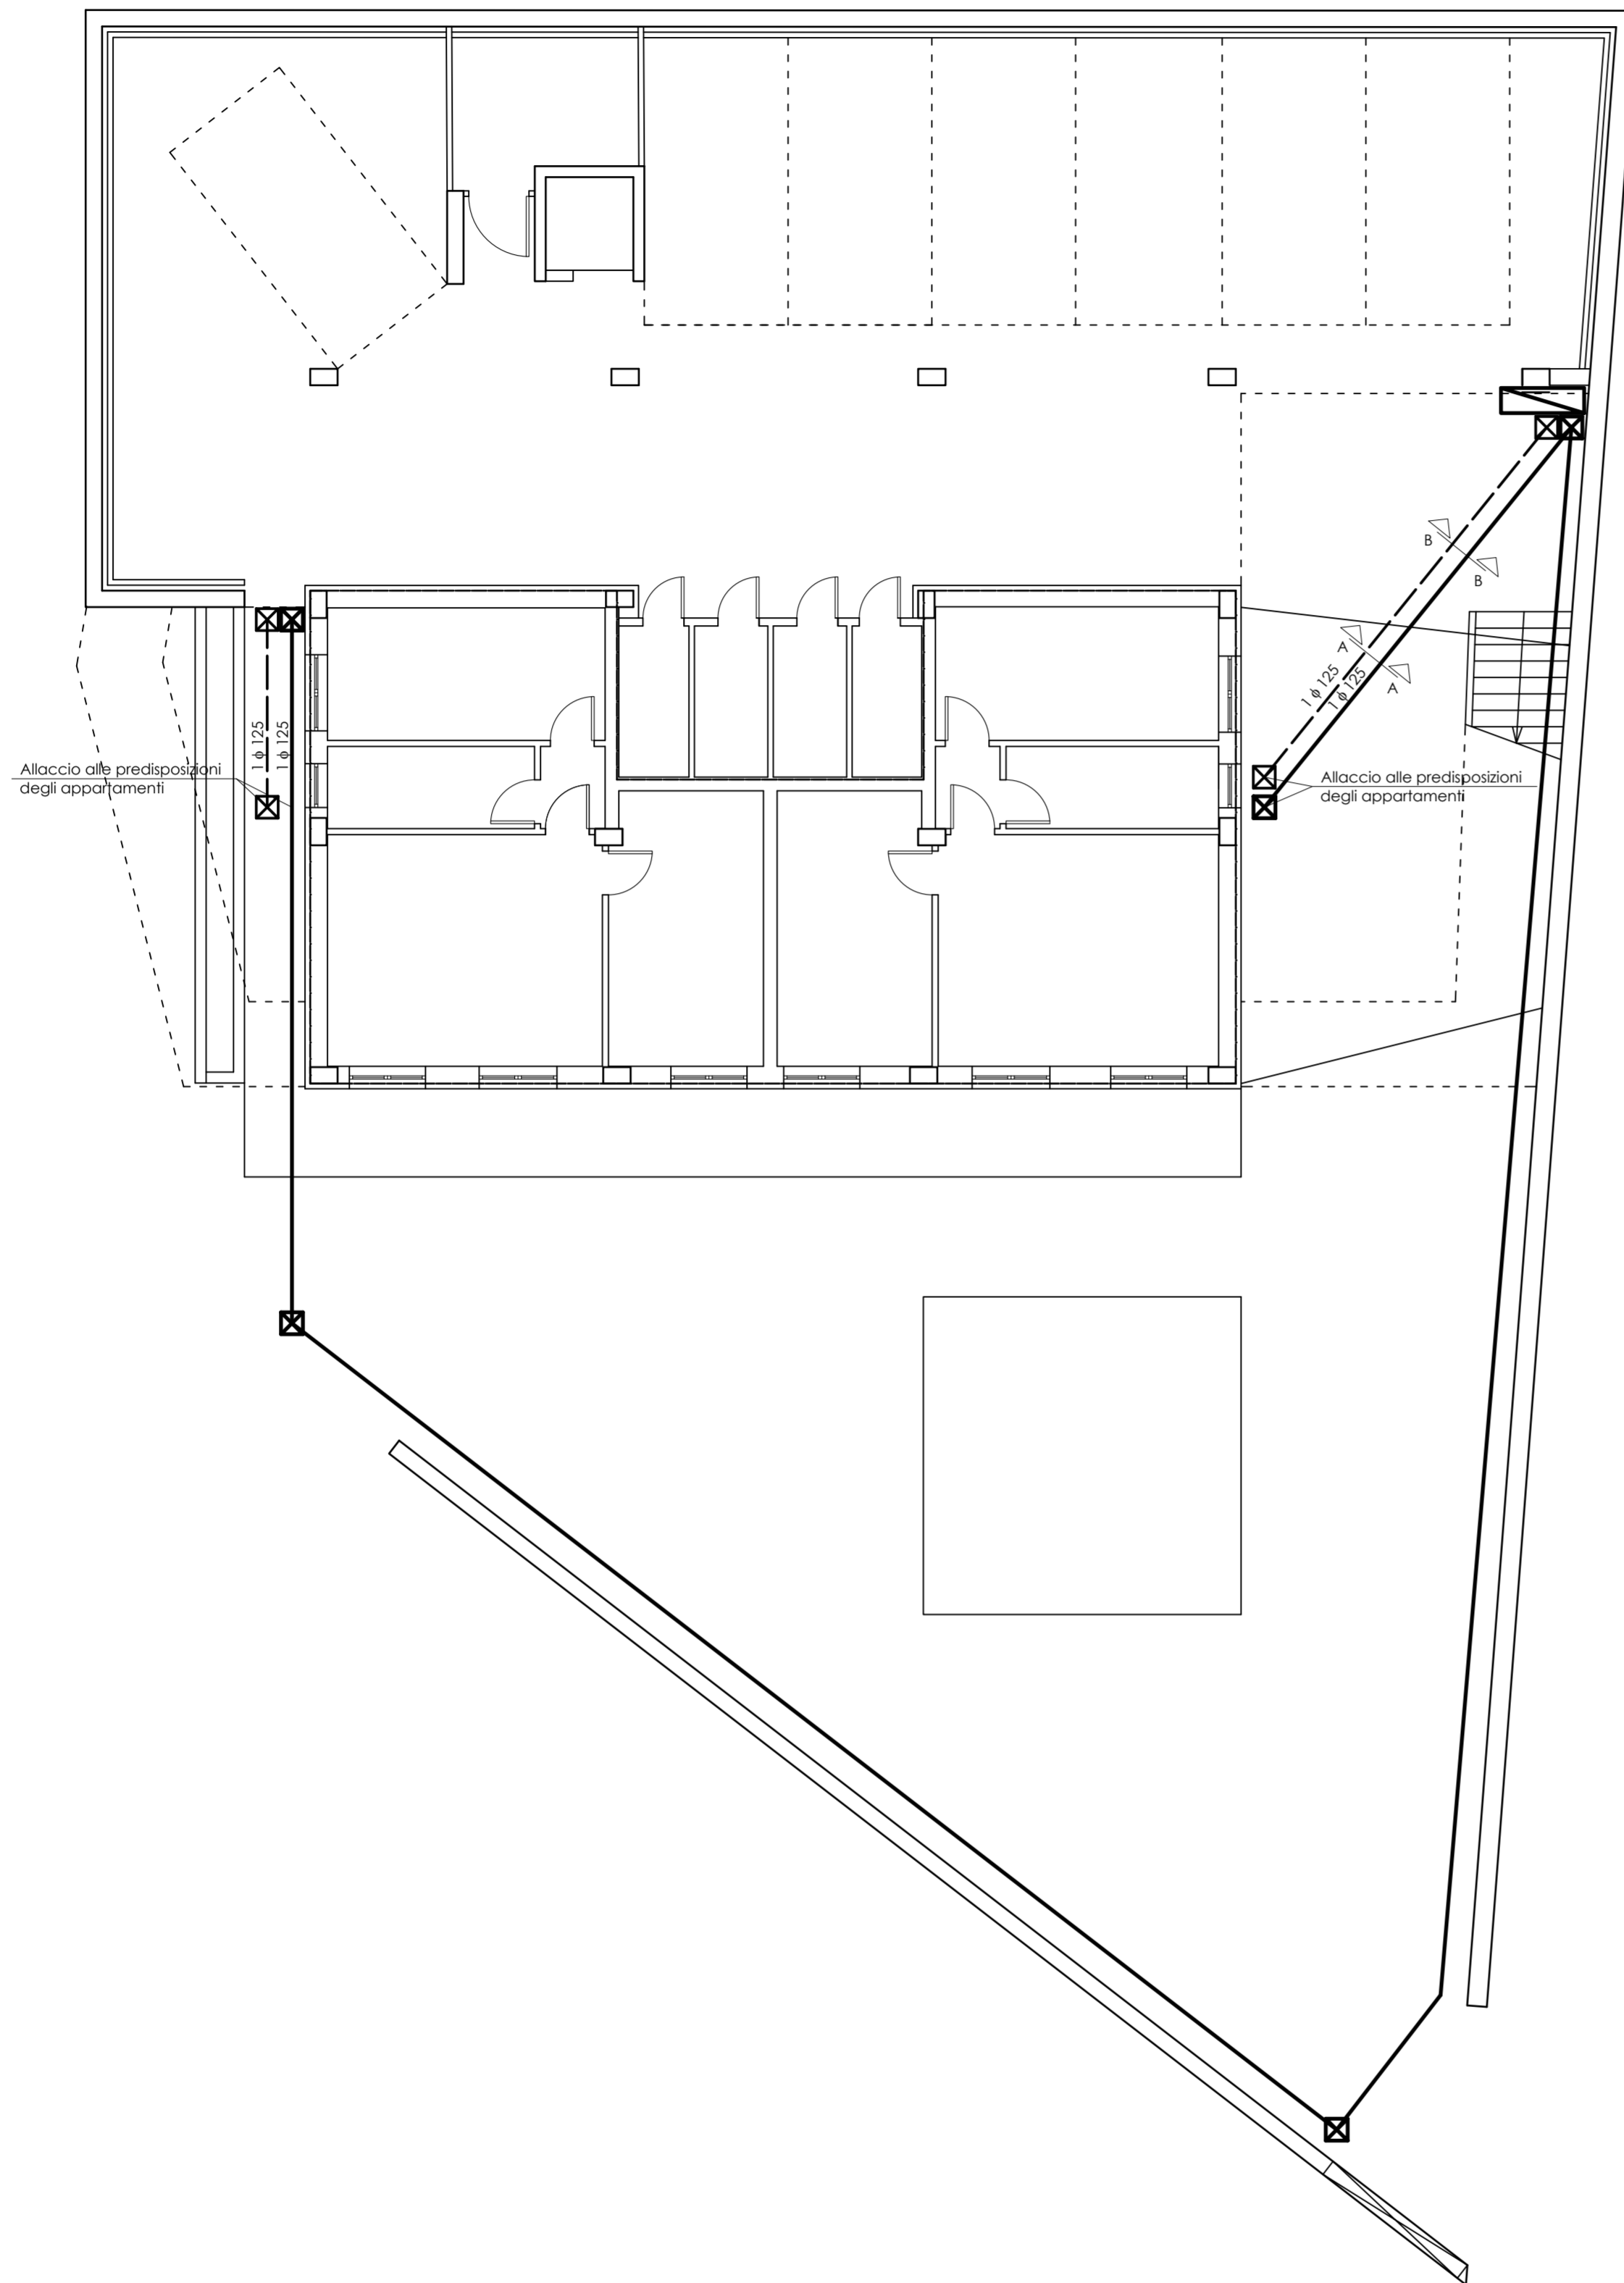 B
B
A
A
1 ϕ 125
1 ϕ 125
1 ϕ 125
1 ϕ 125
Allaccio alle predisposizioni
degli appartamenti
Allaccio alle predisposizioni
degli appartamenti